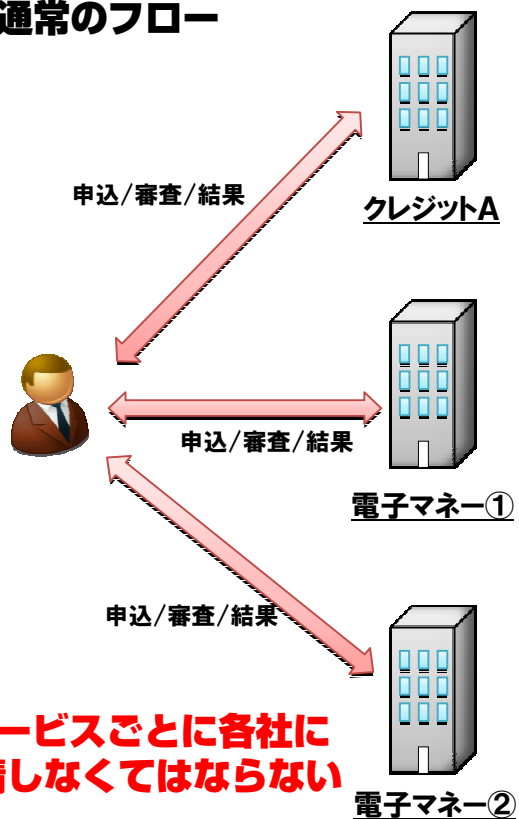 通常のフロー
申込/審査/結果
クレジットA
申込/審査/結果
電子マネー①
申込/審査/結果
ービスごとに各社に
しなくてはならない
電子マネー②